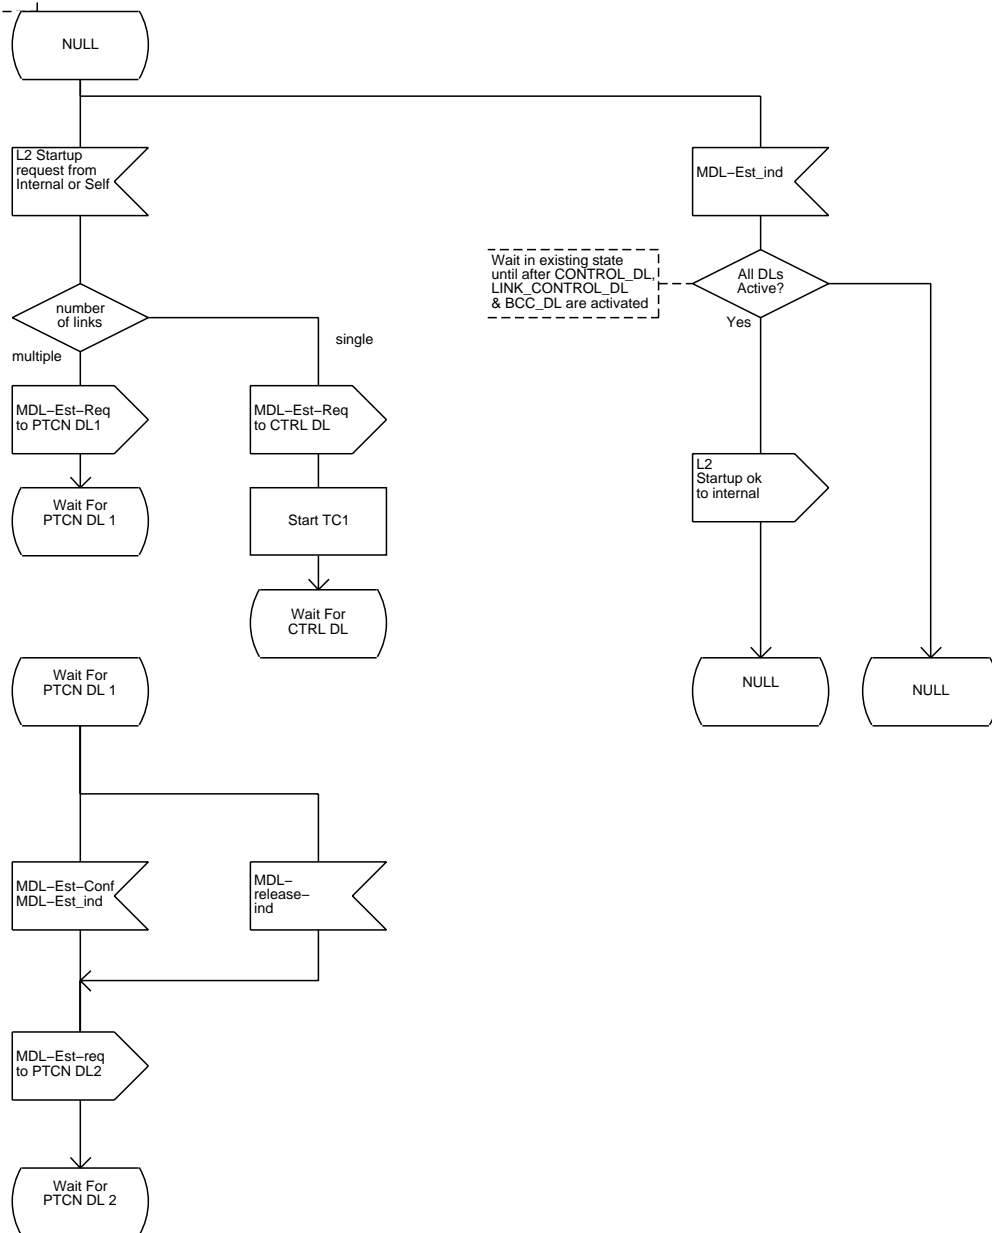 NULL
L2 Startup
request from
Internal or Self
MDL–Est_ind
Wait in existing state
until after CONTROL_DL,
LINK_CONTROL_DL
& BCC_DL are activated
All DLs
Active?
Yes
number
of links
multiple
single
MDL–Est–Req
to PTCN DL1
MDL–Est–Req
to CTRL DL
L2
Startup ok
to internal
Wait For
PTCN DL 1
Start TC1
Wait For
CTRL DL
Wait For
PTCN DL 1
NULL
NULL
MDL–Est–Conf
MDL–Est_ind
MDL–
release–
ind
MDL–Est–req
to PTCN DL2
Wait For
PTCN DL 2